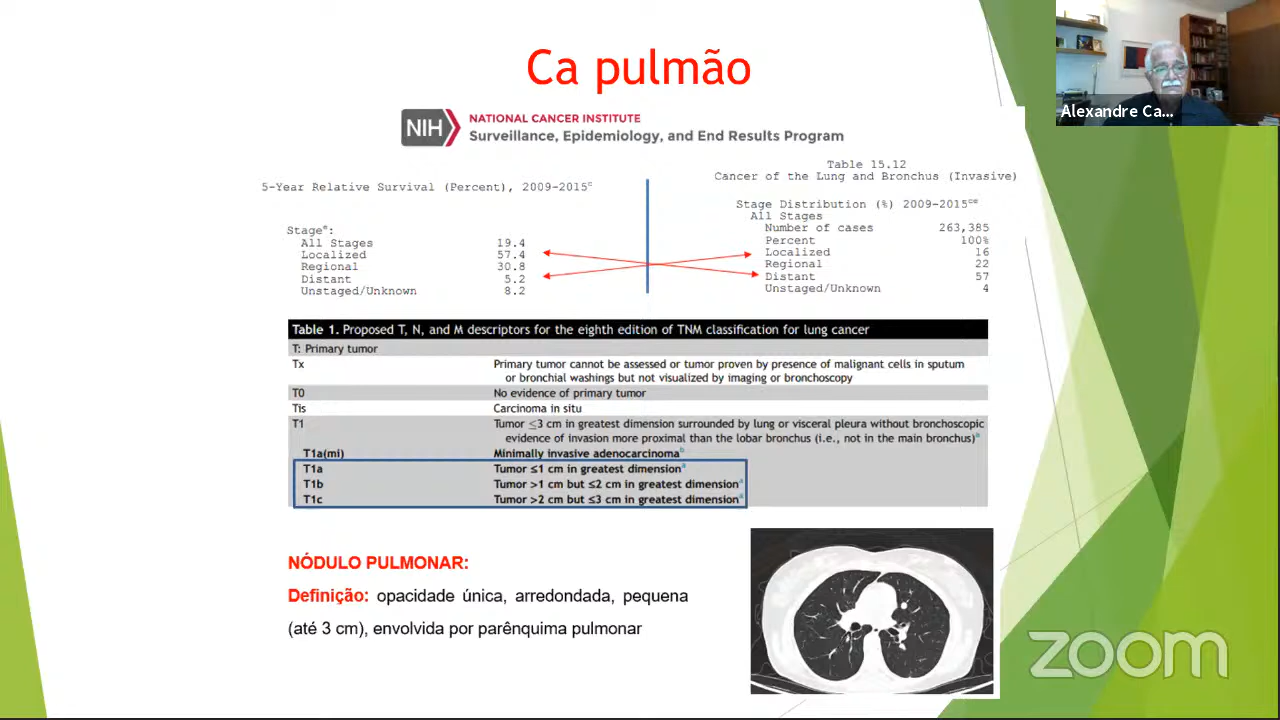 Ca pulmão
Alexandre Ca...
NIH
NATIONAL CANCER INSTITUTE
Surveillance, Epidemiology, and End Results Program
5-Year Relative Survival (Percent), 2009-2015c
Stagee:
All Stages 19.4
Localized 57.4
Regional 30.8
Distant 5.2
Unstaged/Unknown 8.2
Table 15.12
Cancer of the Lung and Bronchus (Invasive)
Stage Distribution (%) 2009-2015ce
All Stages
Number of cases 263,385
Percent 100%
Localized 16
Regional 22
Distant 57
Unstaged/Unknown 4
Table 1. Proposed T, N, and M descriptors for the eighth edition of TNM classification for lung cancer
T: Primary tumor
Tx Primary tumor cannot be assessed or tumor proven by presence of malignant cells in sputum
or bronchial washings but not visualized by imaging or bronchoscopy
T0 No evidence of primary tumor
Tis Carcinoma in situ
T1 Tumor ≤3 cm in greatest dimension surrounded by lung or visceral pleura without bronchoscopic
evidence of invasion more proximal than the lobar bronchus (i.e., not in the main bronchus)a
T1a(mi) Minimally invasive adenocarcinomab
T1a Tumor ≤1 cm in greatest dimensiona
T1b Tumor >1 cm but ≤2 cm in greatest dimensiona
T1c Tumor >2 cm but ≤3 cm in greatest dimensiona
NÓDULO PULMONAR:
Definição: opacidade única, arredondada, pequena
(até 3 cm), envolvida por parênquima pulmonar
zoom